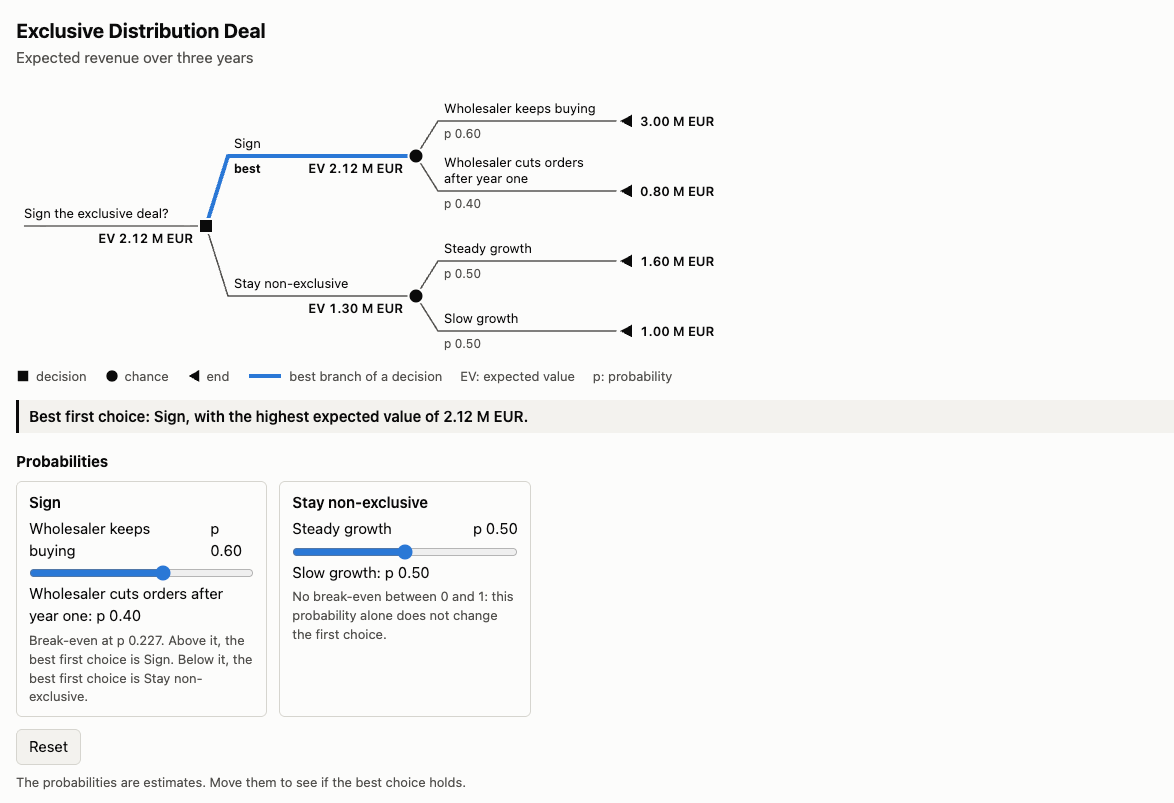 Exclusive Distribution Deal
Expected revenue over three years
Wholesaler keeps buying
3.00 M EUR
p 0.60
Sign
best
EV 2.12 M EUR
Wholesaler cuts orders
after year one
0.80 M EUR
p 0.40
Sign the exclusive deal?
EV 2.12 M EUR
Steady growth
1.60 M EUR
p 0.50
Stay non-exclusive
EV 1.30 M EUR
Slow growth
1.00 M EUR
p 0.50
decision chance end best branch of a decision EV: expected value p: probability
Best first choice: Sign, with the highest expected value of 2.12 M EUR.
Probabilities
Sign
Wholesaler keeps
buying
p
0.60
Wholesaler cuts orders after
year one: p 0.40
Break-even at p 0.227. Above it, the
best first choice is Sign. Below it, the
best first choice is Stay non-
exclusive.
Stay non-exclusive
Steady growth p 0.50
Slow growth: p 0.50
No break-even between 0 and 1: this
probability alone does not change
the first choice.
Reset
The probabilities are estimates. Move them to see if the best choice holds.